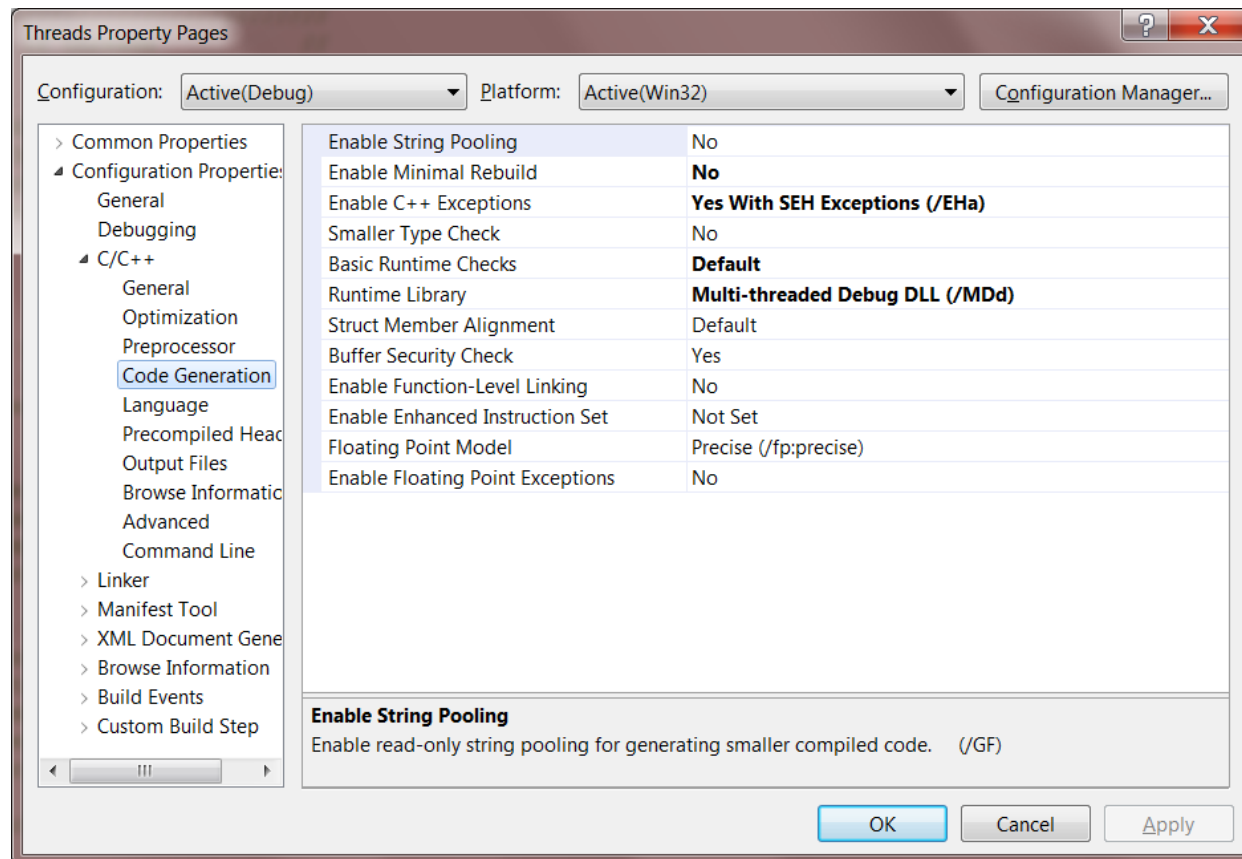 Threads Property Pages
Configuration: Active(Debug) Platform: Active(Win32) Configuration Manager...
Common Properties
Configuration Properties
General
Debugging
C/C++
General
Optimization
Preprocessor
Code Generation
Language
Precompiled Head
Output Files
Browse Informatic
Advanced
Command Line
Linker
Manifest Tool
XML Document Gene
Browse Information
Build Events
Custom Build Step
Enable String Pooling No
Enable Minimal Rebuild No
Enable C++ Exceptions Yes With SEH Exceptions (/EHa)
Smaller Type Check No
Basic Runtime Checks Default
Runtime Library Multi-threaded Debug DLL (/MDd)
Struct Member Alignment Default
Buffer Security Check Yes
Enable Function-Level Linking No
Enable Enhanced Instruction Set Not Set
Floating Point Model Precise (/fp:precise)
Enable Floating Point Exceptions No
Enable String Pooling
Enable read-only string pooling for generating smaller compiled code. (/GF)
OK Cancel Apply